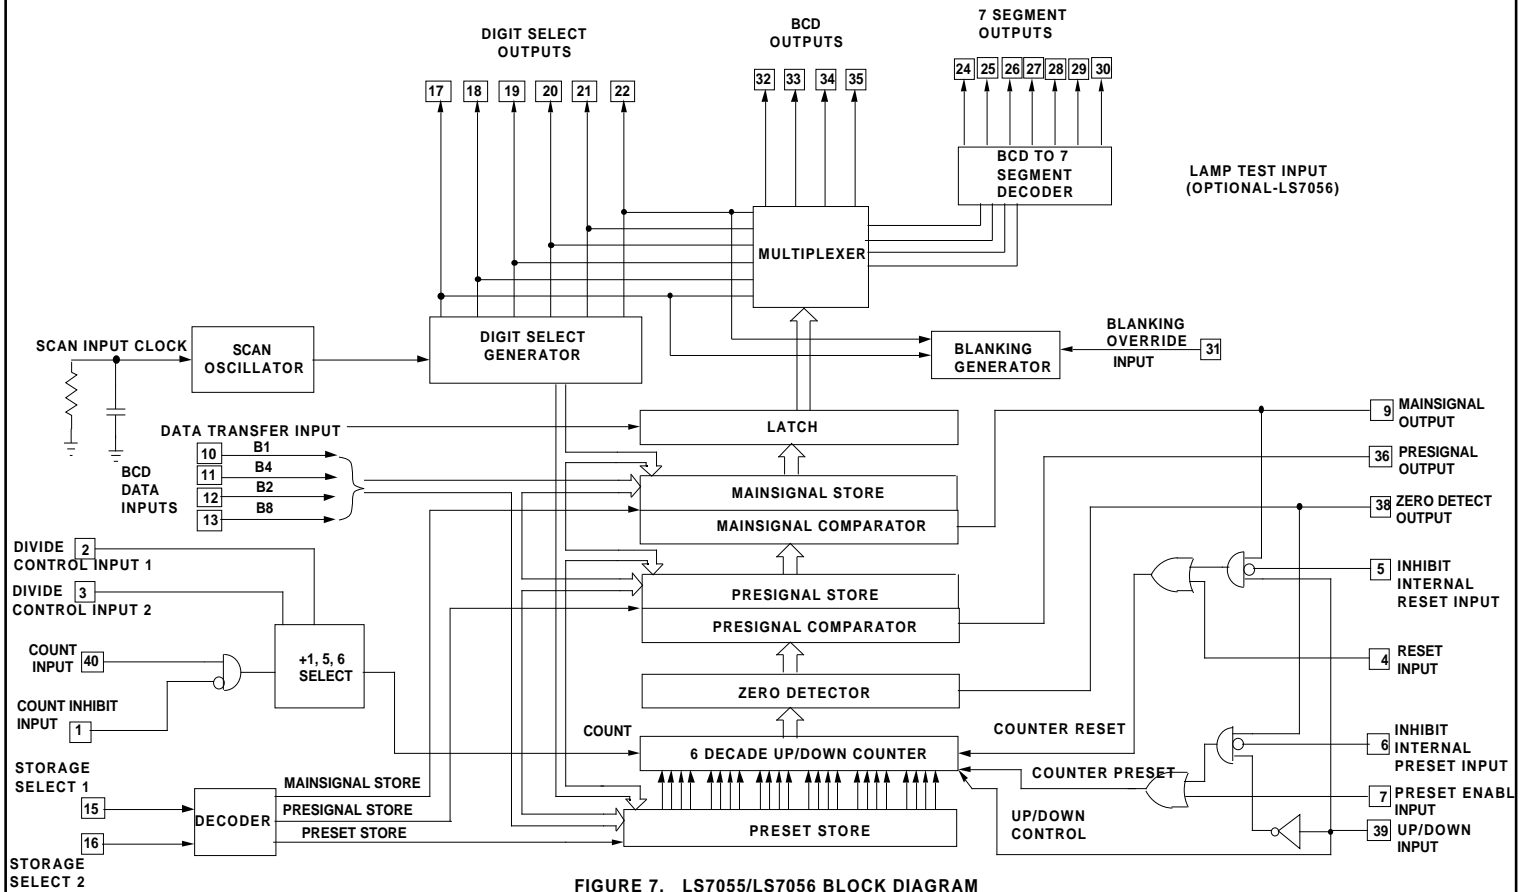 DIGIT SELECT
OUTPUTS
BCD
OUTPUTS
7 SEGMENT
OUTPUTS
17
18
19
20
21
22
32
33
34
35
24
25
26
27
28
29
30
BCD TO 7
SEGMENT
DECODER
LAMP TEST INPUT
(OPTIONAL-LS7056)
MULTIPLEXER
SCAN INPUT CLOCK
SCAN
OSCILLATOR
DIGIT SELECT
GENERATOR
BLANKING
GENERATOR
BLANKING
OVERRIDE
INPUT
31
DATA TRANSFER INPUT
LATCH
9
MAINSIGNAL
OUTPUT
10
B1
11
B4
12
B2
13
B8
BCD
DATA
INPUTS
MAINSIGNAL STORE
MAINSIGNAL COMPARATOR
36
PRESIGNAL
OUTPUT
38
ZERO DETECT
OUTPUT
DIVIDE
CONTROL INPUT 1
2
DIVIDE
CONTROL INPUT 2
3
PRESIGNAL STORE
PRESIGNAL COMPARATOR
5
INHIBIT
INTERNAL
RESET INPUT
COUNT
INPUT
40
+1, 5, 6
SELECT
4
RESET
INPUT
COUNT INHIBIT
INPUT
1
ZERO DETECTOR
COUNT
6 DECADE UP/DOWN COUNTER
COUNTER RESET
COUNTER PRESET
6
INHIBIT
INTERNAL
PRESET INPUT
STORAGE
SELECT 1
15
DECODER
MAINSIGNAL STORE
PRESIGNAL STORE
PRESET STORE
PRESET STORE
UP/DOWN
CONTROL
7
PRESET ENABL
INPUT
39
UP/DOWN
INPUT
16
STORAGE
SELECT 2
FIGURE 7. LS7055/LS7056 BLOCK DIAGRAM